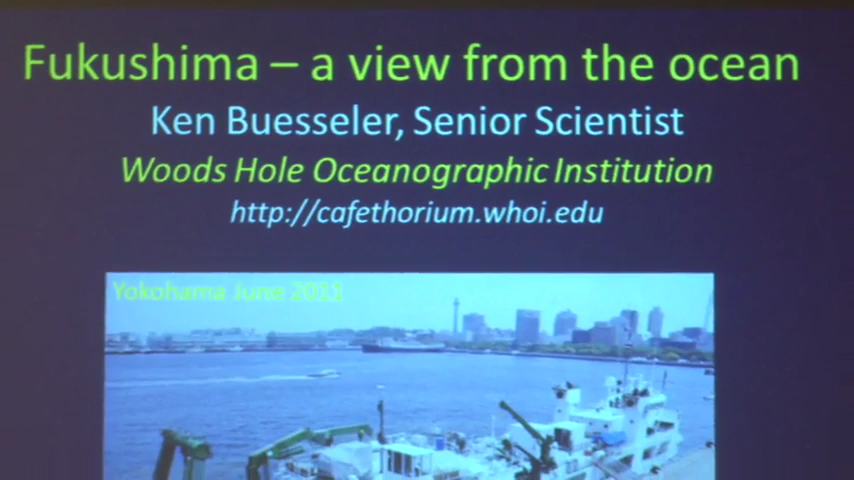 Fukushima – a view from the ocean
Ken Buesseler, Senior Scientist
Woods Hole Oceanographic Institution
http://cafethorium.whoi.edu
Yokohama June 2011